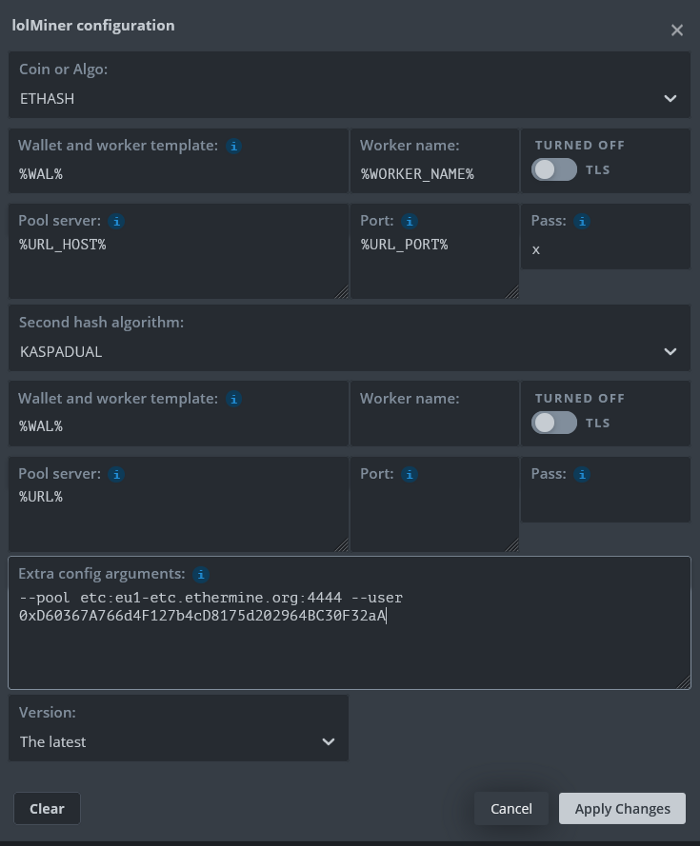 lolMiner configuration
Coin or Algo:
ETHASH
Wallet and worker template:
%WAL%
Worker name:
%WORKER_NAME%
TURNED OFF
TLS
Pool server:
%URL_HOST%
Port:
%URL_PORT%
Pass:
x
Second hash algorithm:
KASPADUAL
Wallet and worker template:
%WAL%
Worker name:
TURNED OFF
TLS
Pool server:
%URL%
Port:
Pass:
Extra config arguments:
--pool etc:eu1-etc.ethermine.org:4444 --user
0xD60367A766d4F127b4cD8175d202964BC30F32aA
Version:
The latest
Clear
Cancel
Apply Changes